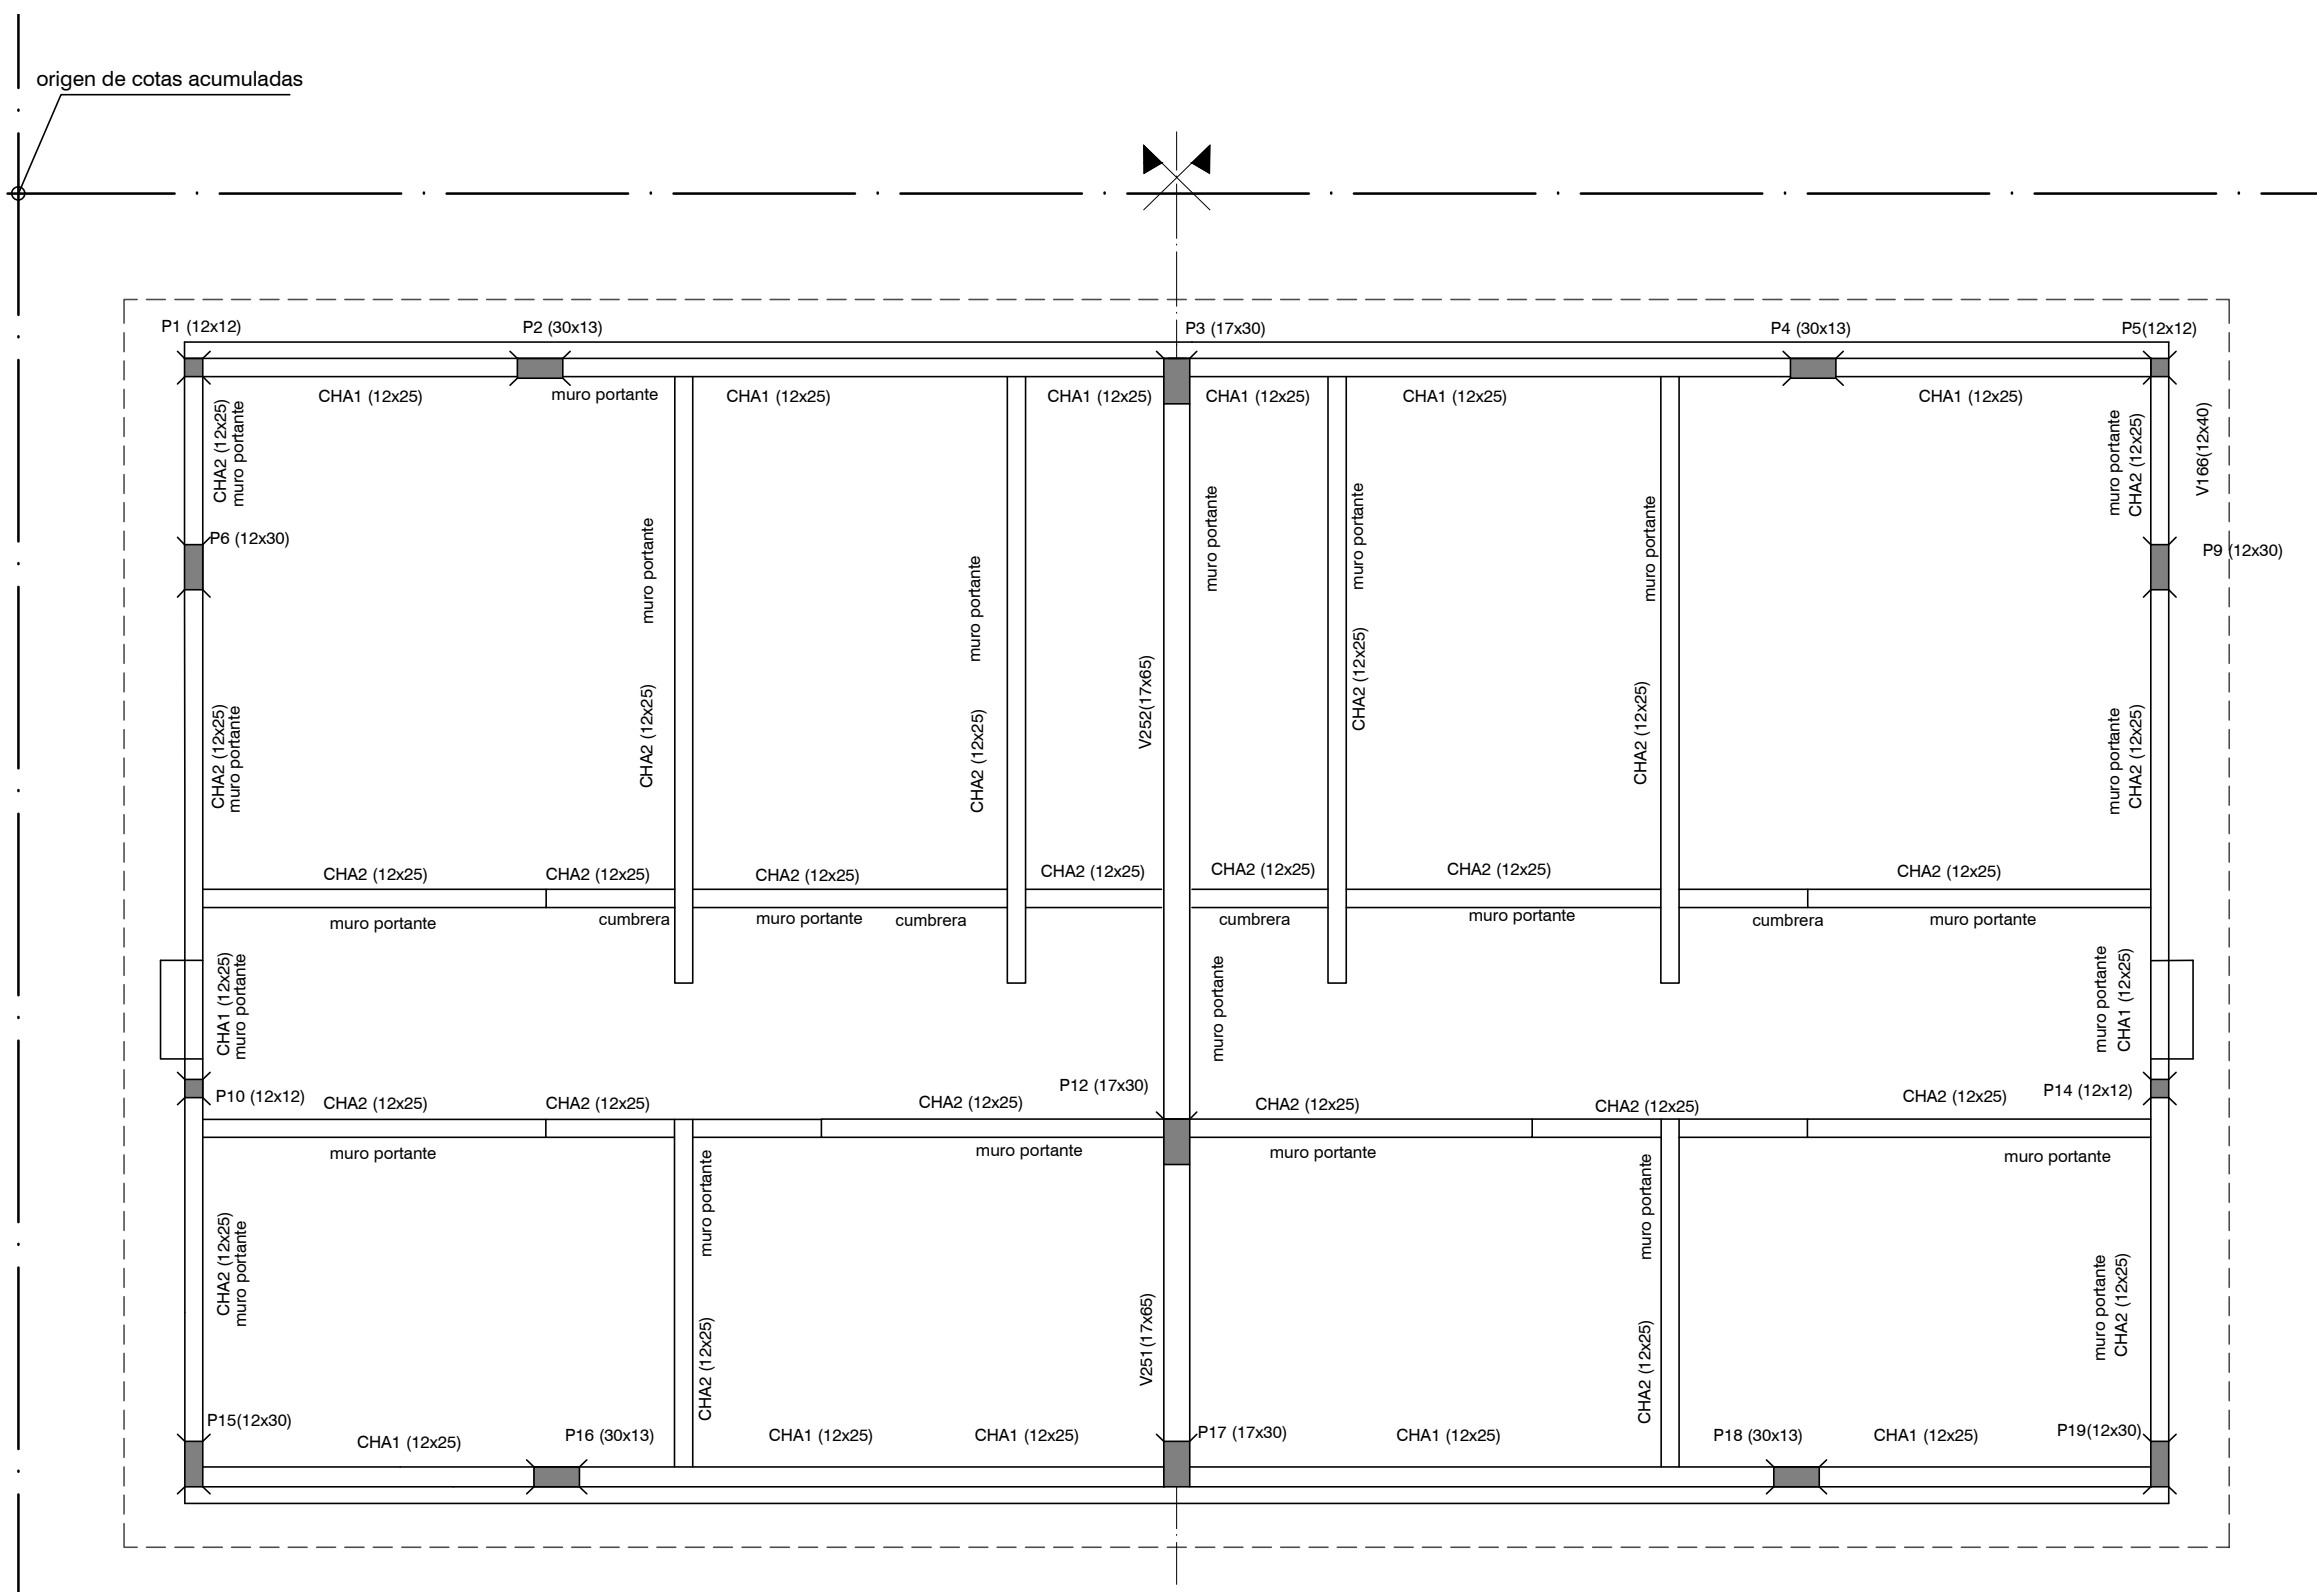 origen de cotas acumuladas
P1 (12x12)
P2 (30x13)
P3 (17x30)
P4 (30x13)
P5(12x12)
CHA1 (12x25)
muro portante
CHA1 (12x25)
CHA1 (12x25)
CHA1 (12x25)
CHA1 (12x25)
CHA1 (12x25)
CHA2 (12x25)
muro portante
muro portante
CHA2 (12x25)
V166(12x40)
P6 (12x30)
P9 (12x30)
muro portante
muro portante
muro portante
muro portante
muro portante
CHA2 (12x25)
muro portante
CHA2 (12x25)
CHA2 (12x25)
V252(17x65)
CHA2 (12x25)
CHA2 (12x25)
muro portante
CHA2 (12x25)
CHA2 (12x25)
CHA2 (12x25)
CHA2 (12x25)
CHA2 (12x25)
CHA2 (12x25)
CHA2 (12x25)
CHA2 (12x25)
muro portante
cumbrera
muro portante
cumbrera
cumbrera
muro portante
cumbrera
muro portante
CHA1 (12x25)
muro portante
muro portante
muro portante
CHA1 (12x25)
P10 (12x12)
CHA2 (12x25)
CHA2 (12x25)
CHA2 (12x25)
P12 (17x30)
CHA2 (12x25)
CHA2 (12x25)
CHA2 (12x25)
P14 (12x12)
muro portante
muro portante
muro portante
muro portante
CHA2 (12x25)
muro portante
muro portante
CHA2 (12x25)
V251(17x65)
muro portante
CHA2 (12x25)
muro portante
CHA2 (12x25)
P15(12x30)
CHA1 (12x25)
P16 (30x13)
CHA1 (12x25)
CHA1 (12x25)
P17 (17x30)
CHA1 (12x25)
P18 (30x13)
CHA1 (12x25)
P19(12x30)